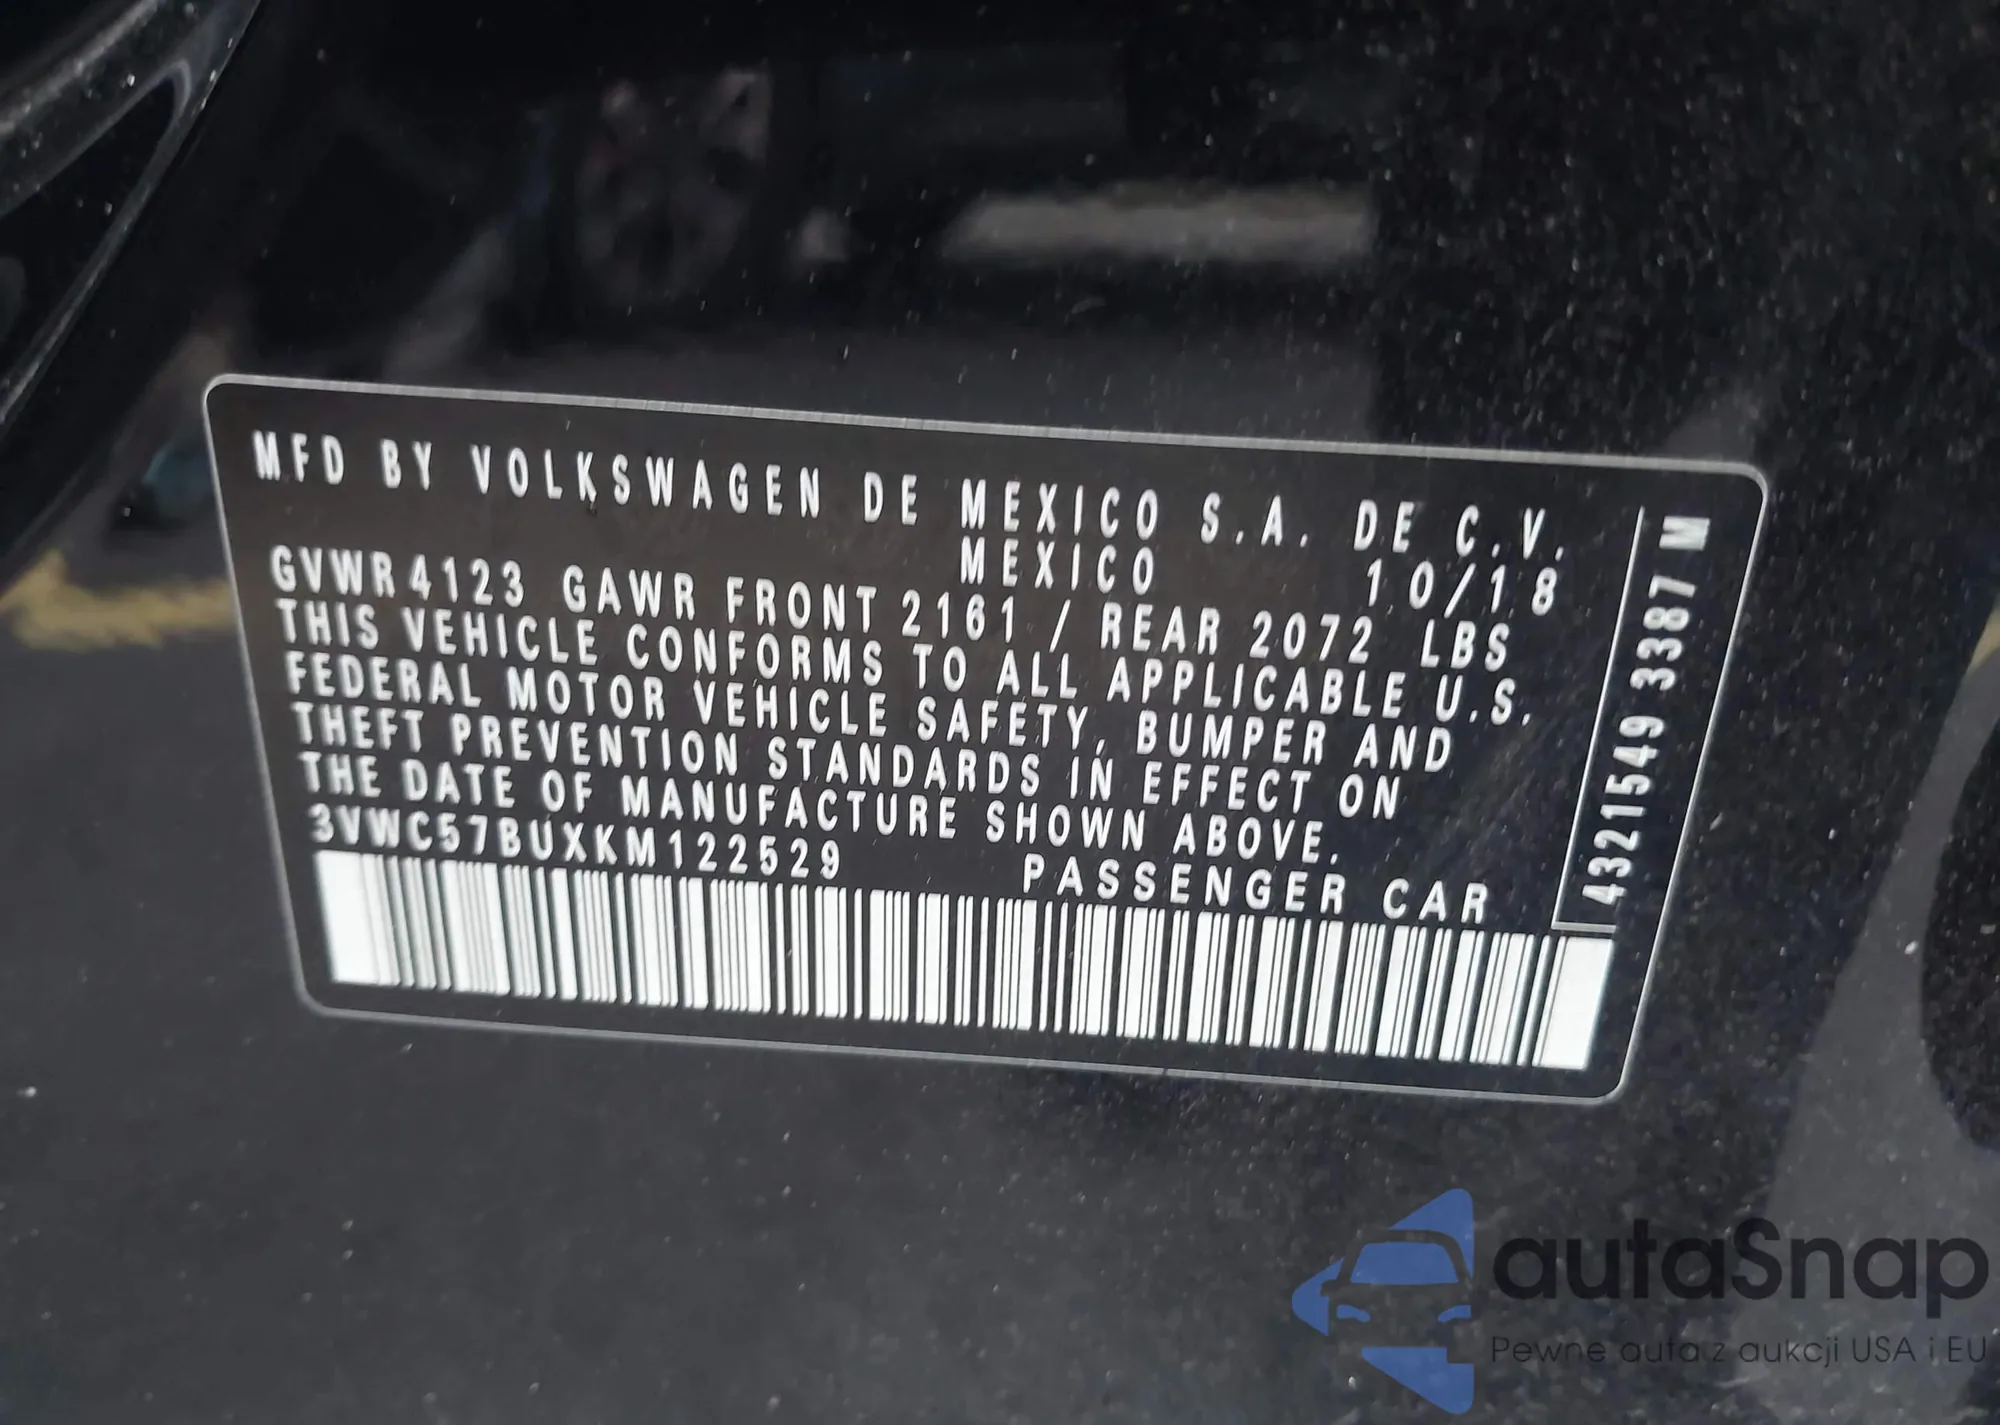 MFD BY VOLKSWAGEN DE MEXICO S.A. DE C.V.
MEXICO 10/18
GVWR 4123 GAWR FRONT 2161 / REAR 2072 LBS
THIS VEHICLE CONFORMS TO ALL APPLICABLE U.S.
FEDERAL MOTOR VEHICLE SAFETY, BUMPER AND
THEFT PREVENTION STANDARDS IN EFFECT ON
THE DATE OF MANUFACTURE SHOWN ABOVE.
3VWC57BUXKM122529 PASSENGER CAR
4321549 3387 M
autaSnap
Pewne auta z aukcji USA i EU